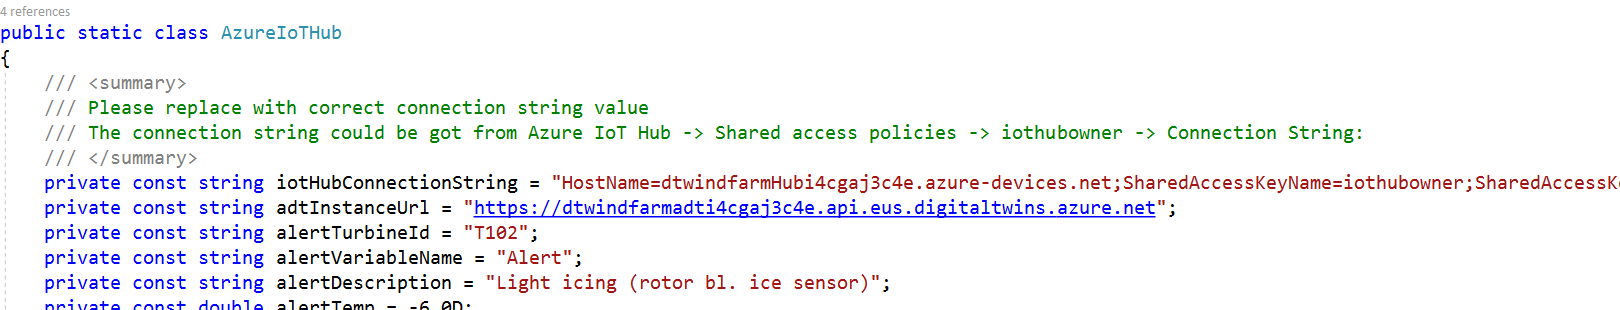 4 references
public static class AzureIoTHub
{
/// <summary>
/// Please replace with correct connection string value
/// The connection string could be got from Azure IoT Hub -> Shared access policies -> iothubowner -> Connection String:
/// </summary>
private const string iotHubConnectionString = "HostName=dtwindfarmHubi4cgaj3c4e.azure-devices.net;SharedAccessKeyName=iothubowner;SharedAccessK
private const string adtInstanceUrl = "https://dtwindfarmadti4cgaj3c4e.api.eus.digitaltwins.azure.net";
private const string alertTurbineId = "T102";
private const string alertVariableName = "Alert";
private const string alertDescription = "Light icing (rotor bl. ice sensor)";
private const double alertTemp = -6.0D;